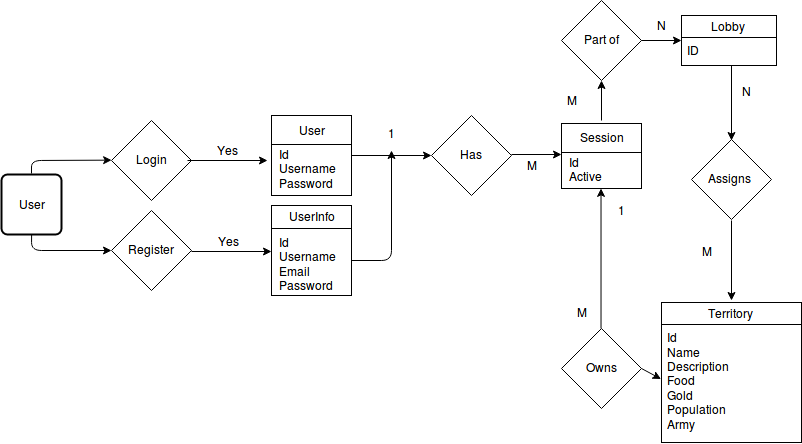 User
Login
Yes
Register
Yes
User
Id
Username
Password
UserInfo
Id
Username
Email
Password
1
Has
M
Session
Id
Active
M
Part of
N
Lobby
ID
N
Assigns
M
1
M
Owns
Territory
Id
Name
Description
Food
Gold
Population
Army